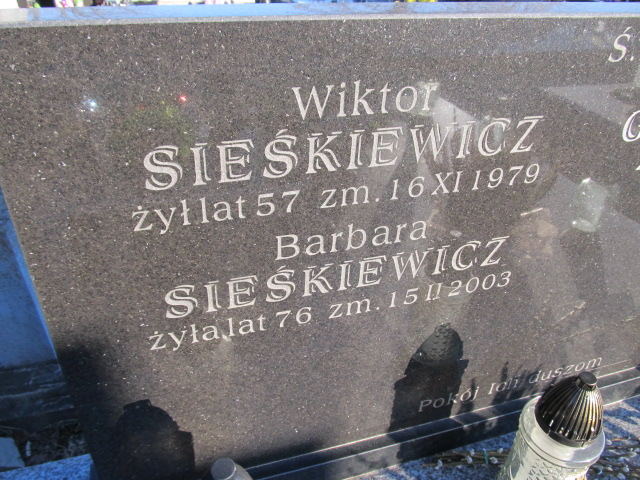 Wiktor
SIEŚKIEWICZ
żył lat 57 zm. 16 XI 1979
Barbara
SIEŚKIEWICZ
żyła lat 76 zm. 15 II 2003
Pokój Ich duszom
Ś.
G